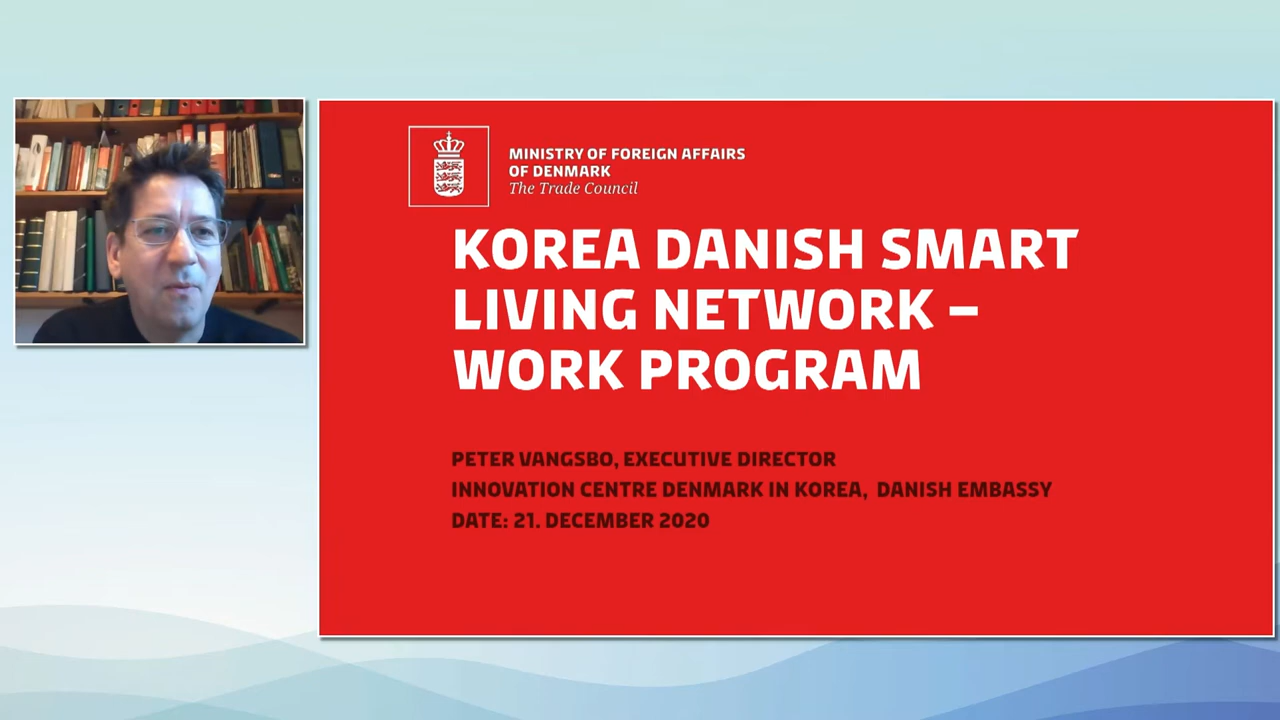 MINISTRY OF FOREIGN AFFAIRS
OF DENMARK
The Trade Council
KOREA DANISH SMART
LIVING NETWORK –
WORK PROGRAM
PETER VANGSBO, EXECUTIVE DIRECTOR
INNOVATION CENTRE DENMARK IN KOREA, DANISH EMBASSY
DATE: 21. DECEMBER 2020